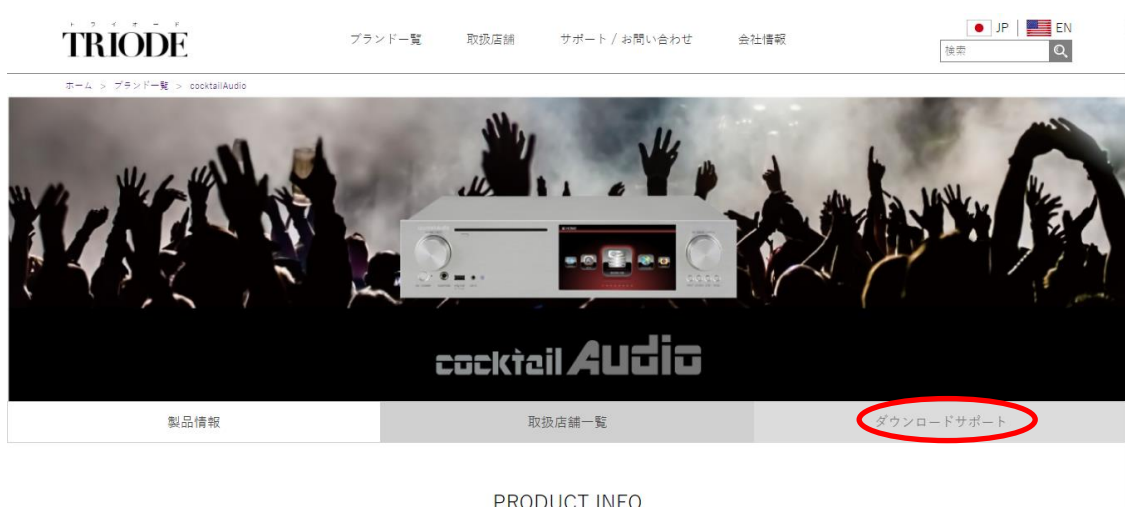 トライオード
TRIODE
ブランド一覧 取扱店舗 サポート / お問い合わせ 会社情報
JP | EN
検索
ホーム > ブランド一覧 > cocktailAudio
cocktail Audio
製品情報 取扱店舗一覧 ダウンロードサポート
PRODUCT INFO